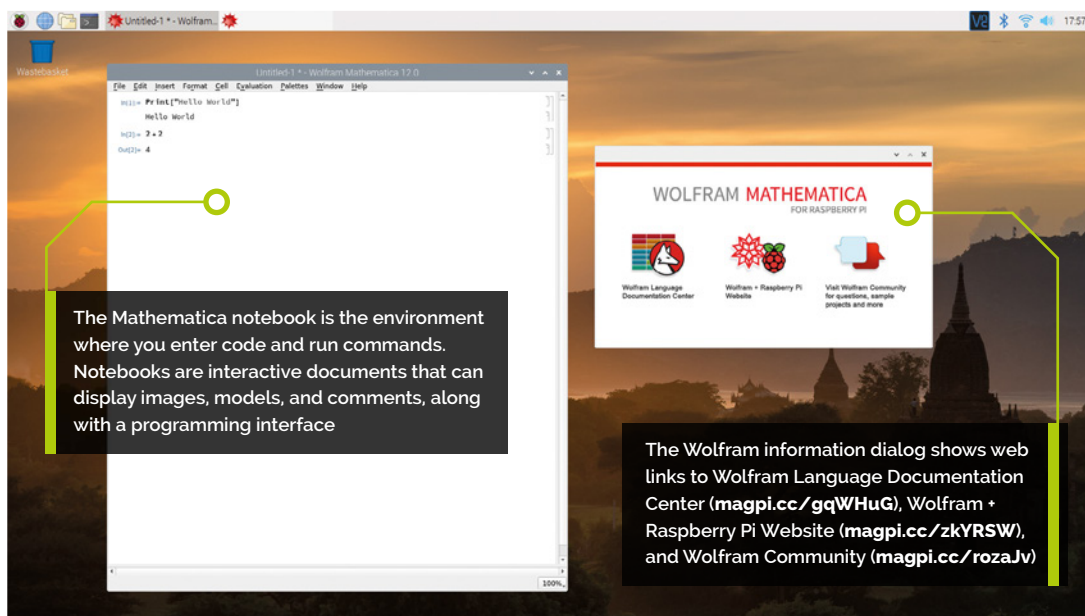 Untitled-1 * - Wolfram...
17:57
Wastebasket
Untitled-1 * - Wolfram Mathematica 12.0
File Edit Insert Format Cell Evaluation Palettes Window Help
In[1]:= Print["Hello World"]
Hello World
In[2]:= 2 + 2
Out[2]= 4
WOLFRAM MATHEMATICA
FOR RASPBERRY PI
Wolfram Language
Documentation Center
Wolfram + Raspberry Pi
Website
Visit Wolfram Community
for questions, sample
projects and more
The Mathematica notebook is the environment
where you enter code and run commands.
Notebooks are interactive documents that can
display images, models, and comments, along
with a programming interface
The Wolfram information dialog shows web
links to Wolfram Language Documentation
Center (magpi.cc/gqWHuG), Wolfram +
Raspberry Pi Website (magpi.cc/zkYRSW),
and Wolfram Community (magpi.cc/rozaJv)
100%